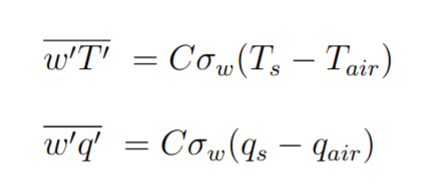 $\overline{w'T'} = C\sigma_w(T_s - T_{air})$
$\overline{w'q'} = C\sigma_w(q_s - q_{air})$